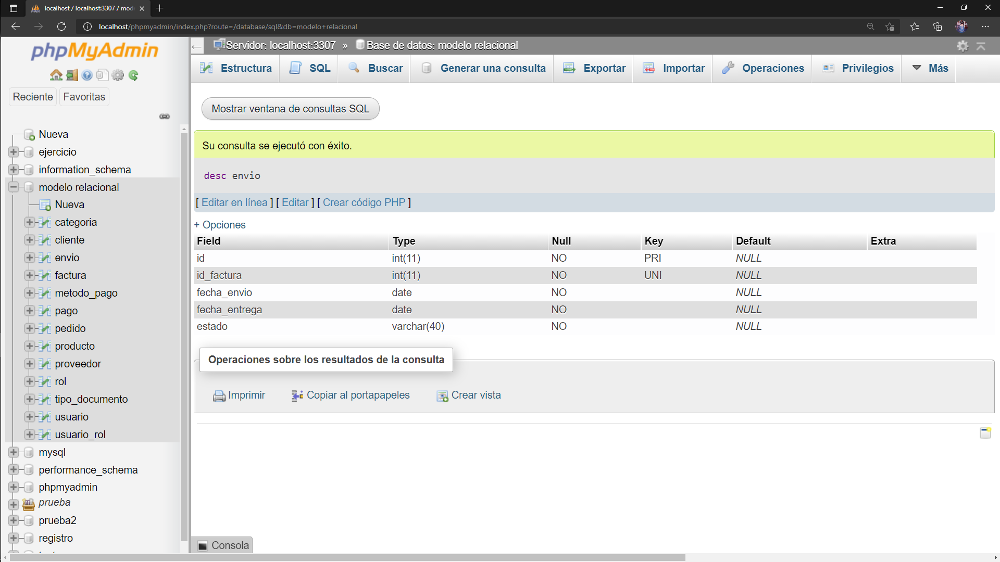 localhost / localhost:3307 / mod
localhost/phpmyadmin/index.php?route=/database/sql&db=modelo+relacional
phpMyAdmin
Reciente Favoritas
Nueva
ejercicio
information_schema
modelo relacional
Nueva
categoria
cliente
envio
factura
metodo_pago
pago
pedido
producto
proveedor
rol
tipo_documento
usuario
usuario_rol
mysql
performance_schema
phpmyadmin
prueba
prueba2
registro
Servidor: localhost:3307 » Base de datos: modelo relacional
Estructura SQL Buscar Generar una consulta Exportar Importar Operaciones Privilegios Más
Mostrar ventana de consultas SQL
Su consulta se ejecutó con éxito.
desc envio
[ Editar en línea ] [ Editar ] [ Crear código PHP ]
+ Opciones
Field Type Null Key Default Extra
id int(11) NO PRI NULL
id_factura int(11) NO UNI NULL
fecha_envio date NO NULL
fecha_entrega date NO NULL
estado varchar(40) NO NULL
Operaciones sobre los resultados de la consulta
Imprimir Copiar al portapapeles Crear vista
Consola